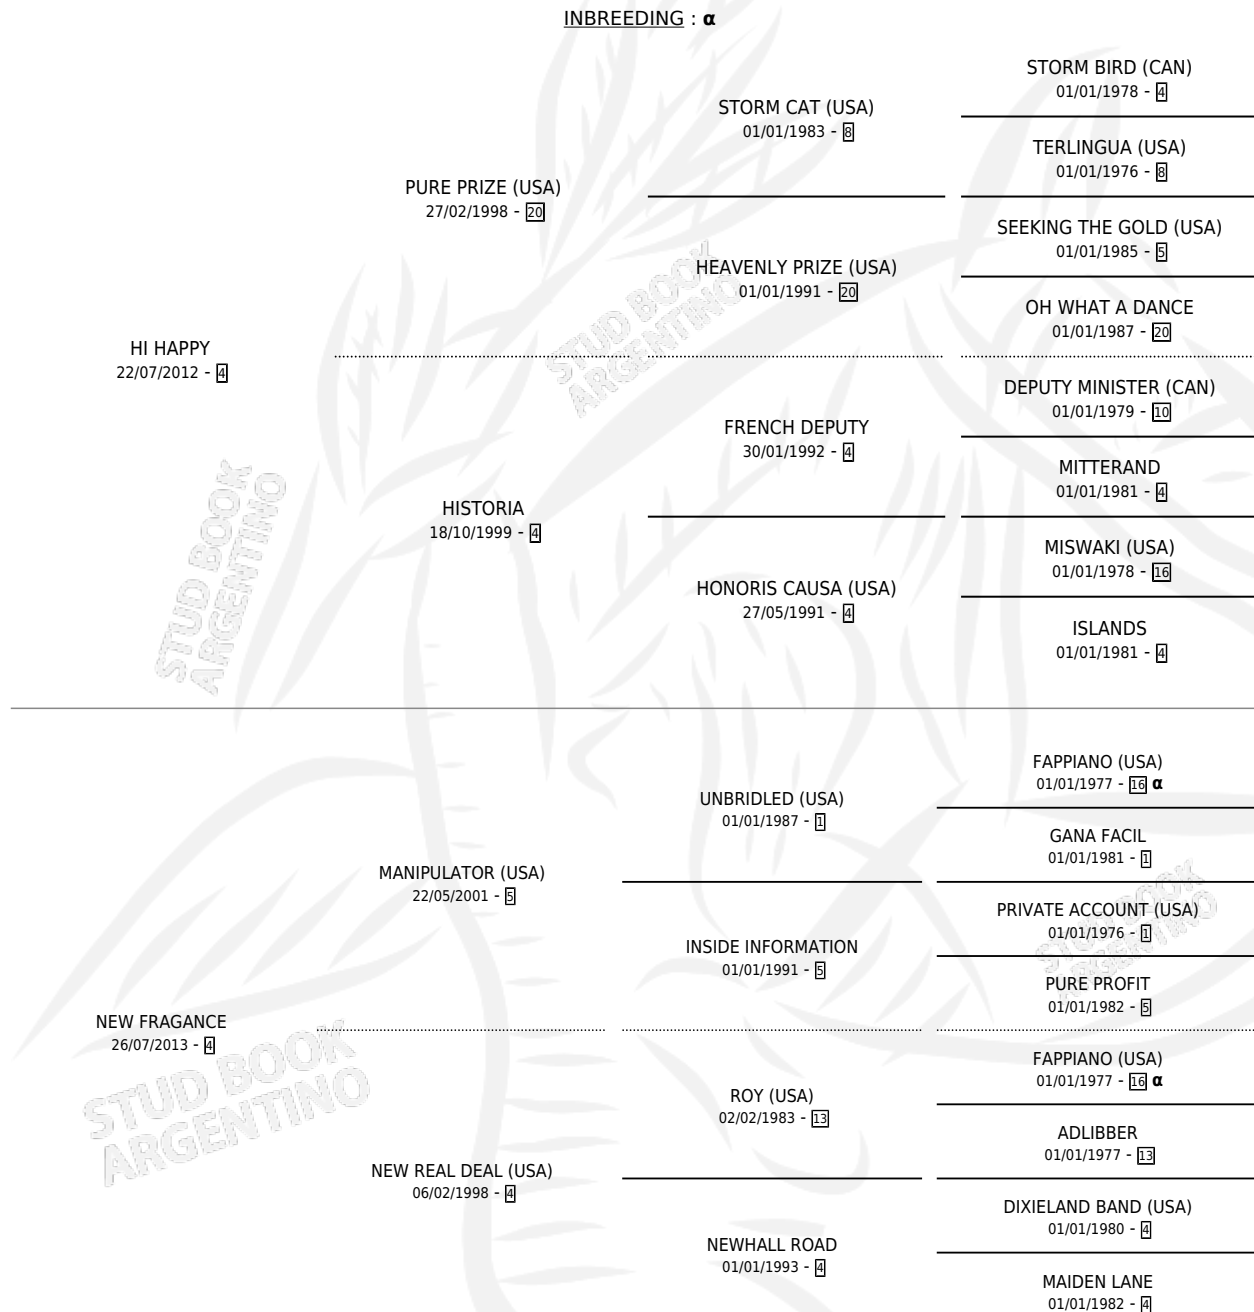 INBREEDING : α
STORM BIRD (CAN)
01/01/1978 - 4
STORM CAT (USA)
01/01/1983 - 8
TERLINGUA (USA)
01/01/1976 - 8
PURE PRIZE (USA)
27/02/1998 - 20
SEEKING THE GOLD (USA)
01/01/1985 - 5
HEAVENLY PRIZE (USA)
01/01/1991 - 20
OH WHAT A DANCE
01/01/1987 - 20
HI HAPPY
22/07/2012 - 4
DEPUTY MINISTER (CAN)
01/01/1979 - 10
FRENCH DEPUTY
30/01/1992 - 4
MITTERAND
01/01/1981 - 4
HISTORIA
18/10/1999 - 4
MISWAKI (USA)
01/01/1978 - 16
HONORIS CAUSA (USA)
27/05/1991 - 4
ISLANDS
01/01/1981 - 4
FAPPIANO (USA)
01/01/1977 - 16 α
UNBRIDLED (USA)
01/01/1987 - 1
GANA FACIL
01/01/1981 - 1
MANIPULATOR (USA)
22/05/2001 - 5
PRIVATE ACCOUNT (USA)
01/01/1976 - 1
INSIDE INFORMATION
01/01/1991 - 5
PURE PROFIT
01/01/1982 - 5
NEW FRAGANCE
26/07/2013 - 4
FAPPIANO (USA)
01/01/1977 - 16 α
ROY (USA)
02/02/1983 - 13
ADLIBBER
01/01/1977 - 13
NEW REAL DEAL (USA)
06/02/1998 - 4
DIXIELAND BAND (USA)
01/01/1980 - 4
NEWHALL ROAD
01/01/1993 - 4
MAIDEN LANE
01/01/1982 - 4
STUD BOOK
ARGENTINO
STUD BOOK
ARGENTINO
STUD BOOK
ARGENTINO
STUD BOOK
ARGENTINO